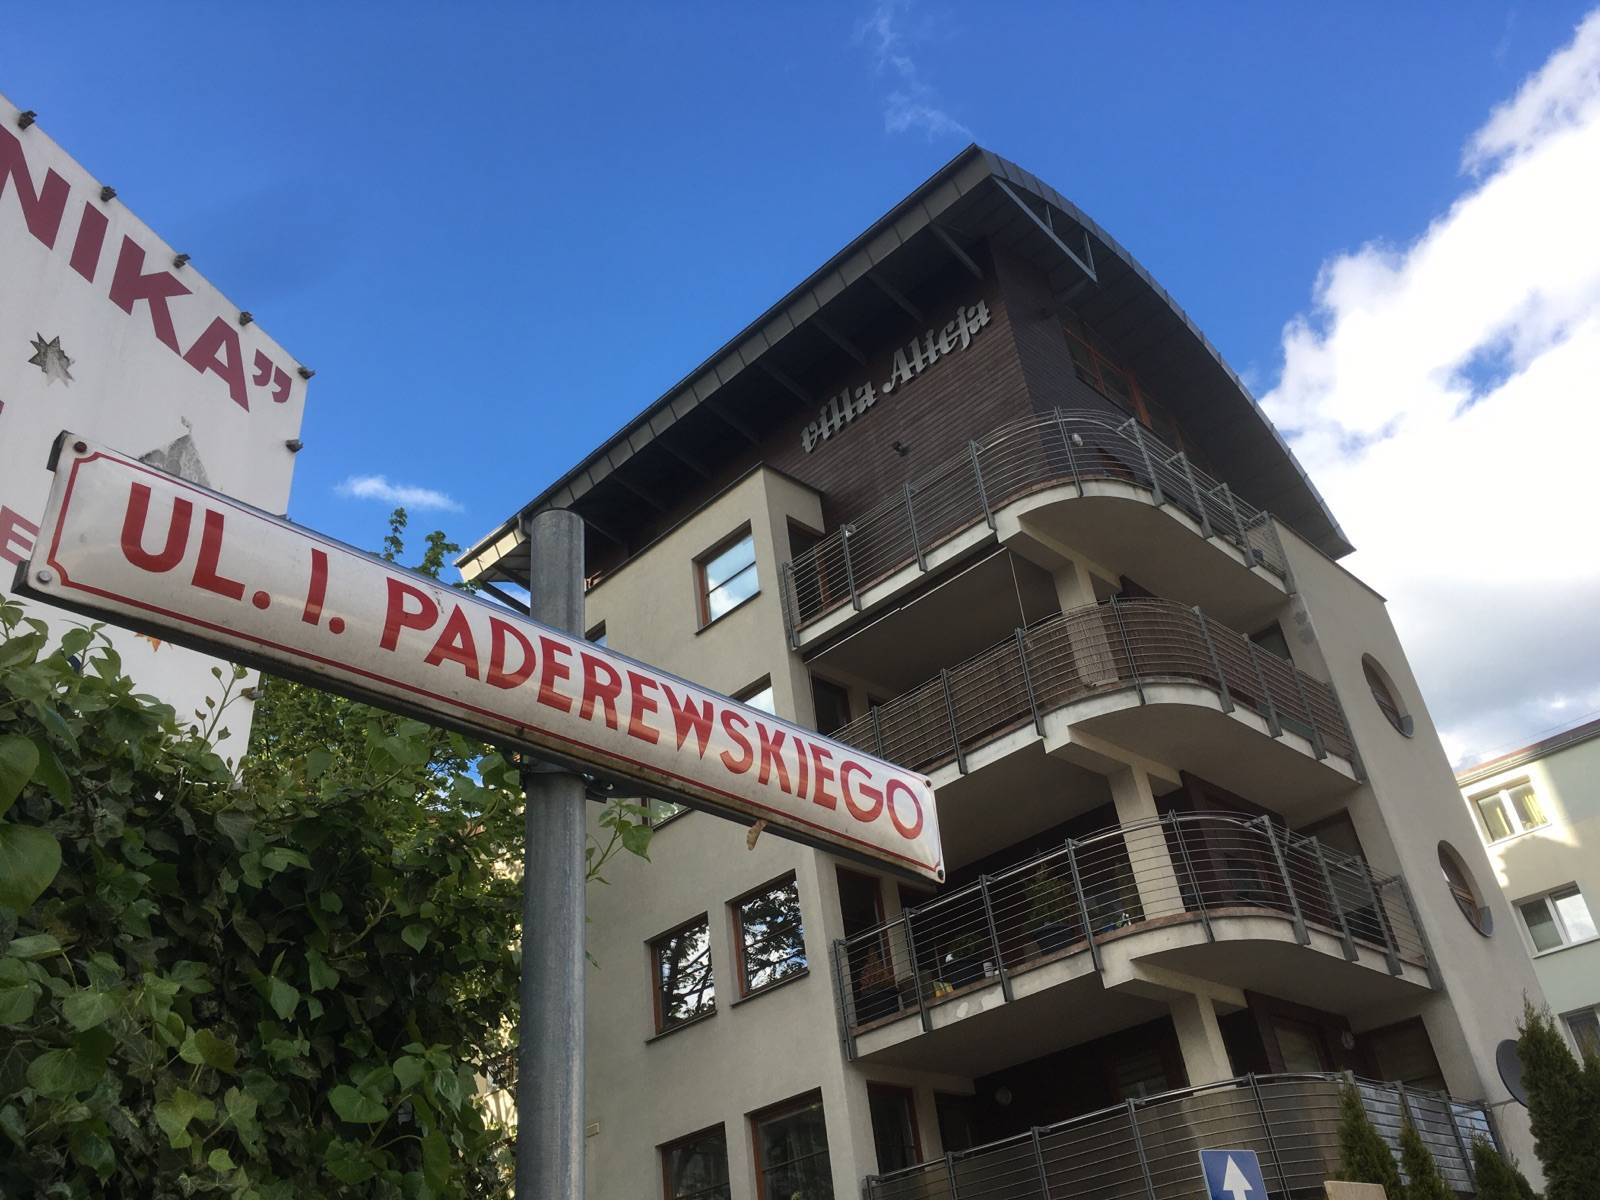 NIKA”
UL. I. PADEREWSKIEGO
villa Alicja